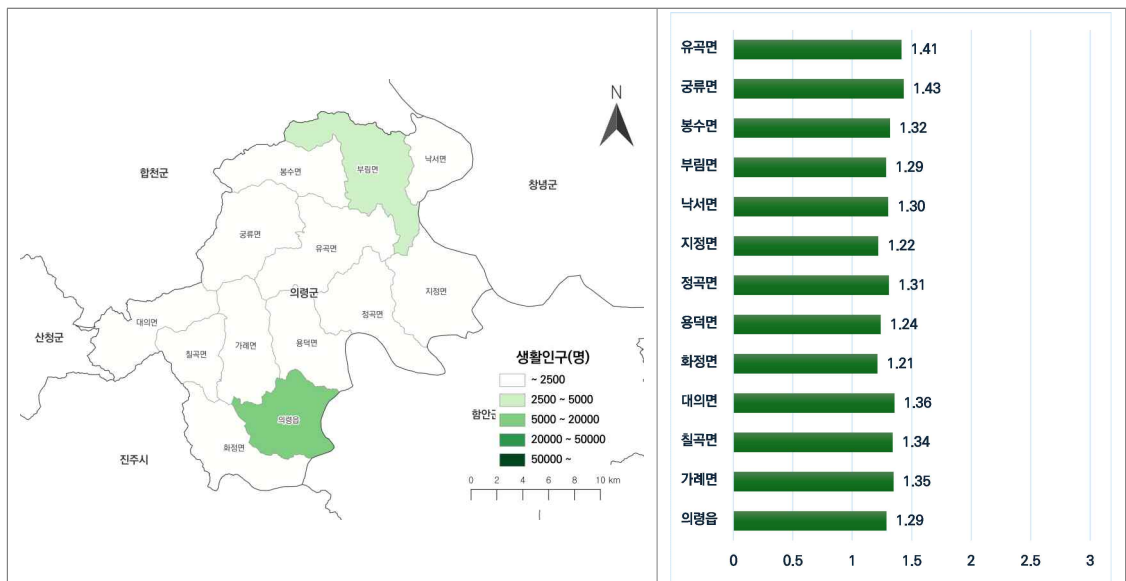 N
낙서면
부림면
봉수면
합천군
창녕군
궁류면
유곡면
의령군
지정면
정곡면
대의면
산청군
칠곡면
가례면
용덕면
생활인구(명)
~ 2500
2500 ~ 5000
5000 ~ 20000
20000 ~ 50000
50000 ~
함안군
의령읍
화정면
진주시
0 2 4 6 8 10 km
유곡면 1.41
궁류면 1.43
봉수면 1.32
부림면 1.29
낙서면 1.30
지정면 1.22
정곡면 1.31
용덕면 1.24
화정면 1.21
대의면 1.36
칠곡면 1.34
가례면 1.35
의령읍 1.29
0 0.5 1 1.5 2 2.5 3